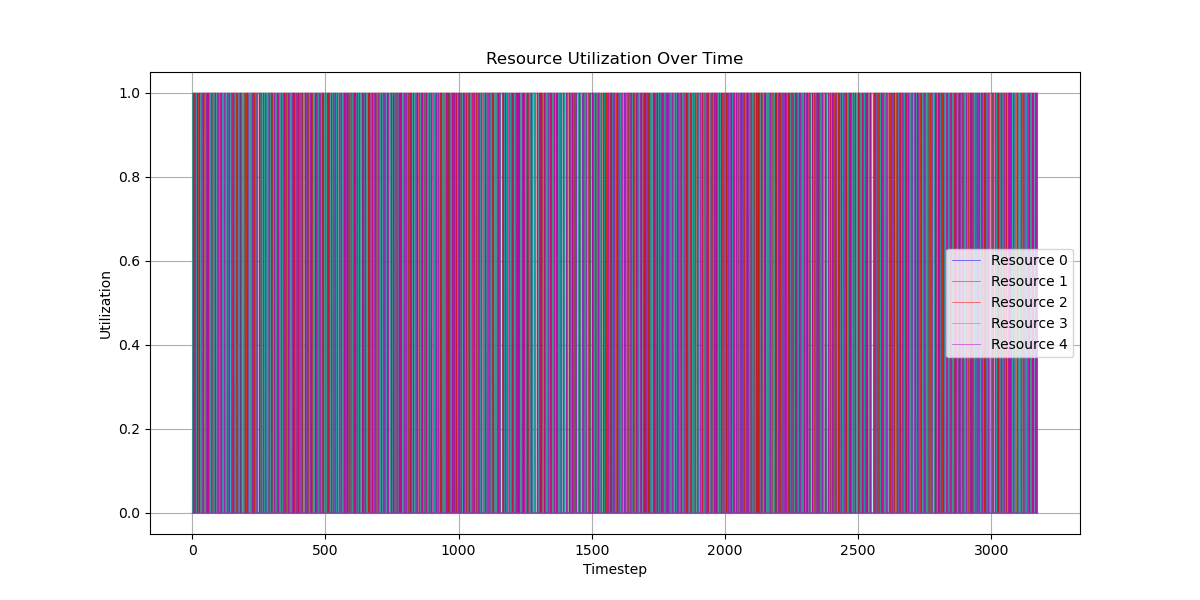 Resource Utilization Over Time
1.0
0.8
0.6
0.4
0.2
0.0
Utilization
Resource 0
Resource 1
Resource 2
Resource 3
Resource 4
0 500 1000 1500 2000 2500 3000
Timestep